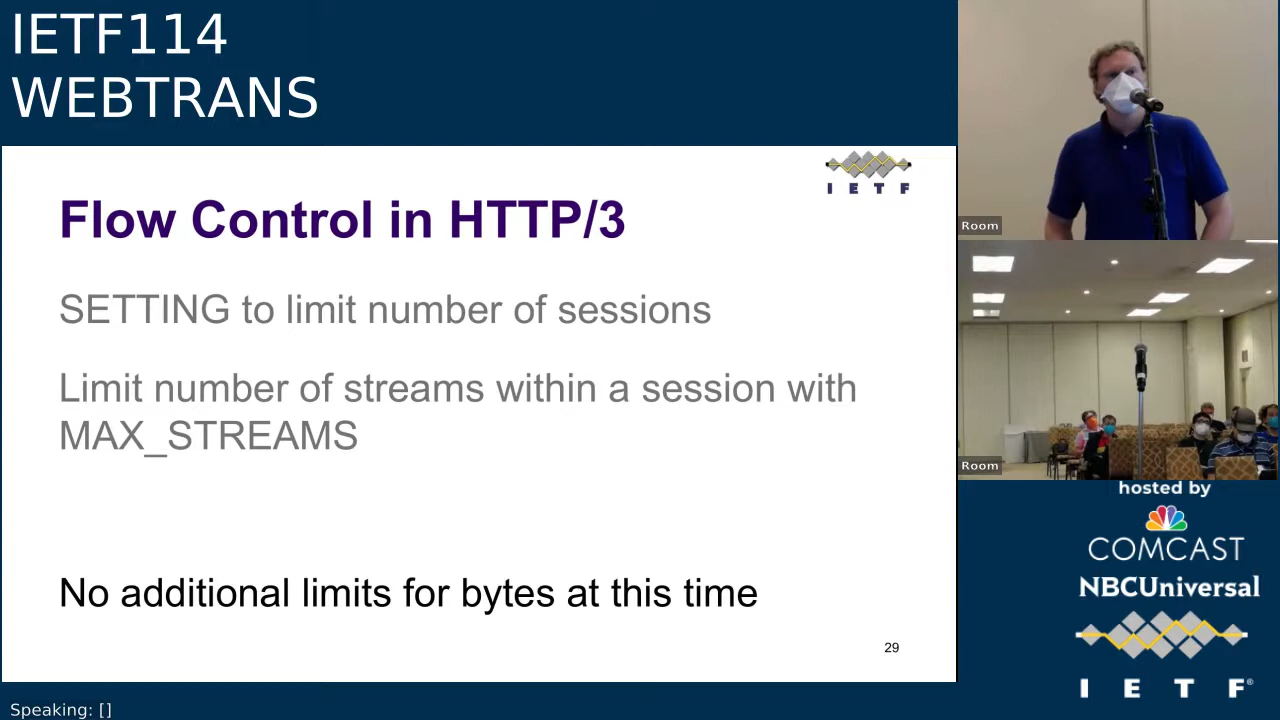 IETF114
WEBTRANS
I E T F
Flow Control in HTTP/3
SETTING to limit number of sessions
Limit number of streams within a session with
MAX_STREAMS
No additional limits for bytes at this time
29
Room
Room
hosted by
COMCAST
NBCUniversal
I E T F®
Speaking: []